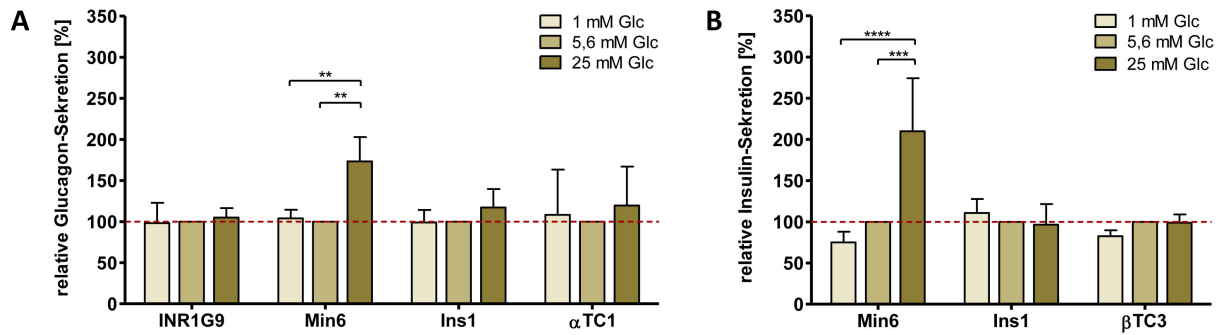 A
relative Glucagon-Sekretion [%]
350
300
250
200
150
100
50
0
**
**
1 mM Glc
5,6 mM Glc
25 mM Glc
INR1G9
Min6
Ins1
αTC1
B
relative Insulin-Sekretion [%]
350
300
250
200
150
100
50
0
****
***
1 mM Glc
5,6 mM Glc
25 mM Glc
Min6
Ins1
βTC3